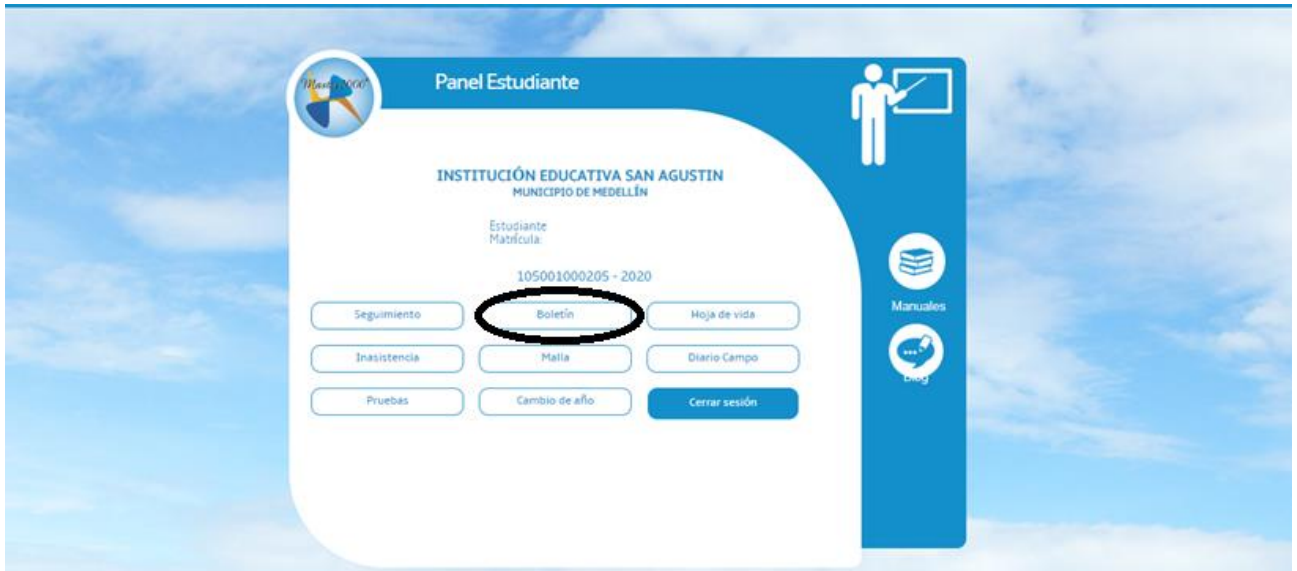 Master2000
Panel Estudiante
INSTITUCIÓN EDUCATIVA SAN AGUSTIN
MUNICIPIO DE MEDELLÍN
Estudiante
Matrícula:
105001000205 - 2020
Seguimiento
Boletín
Hoja de vida
Manuales
Inasistencia
Malla
Diario Campo
Blog
Pruebas
Cambio de año
Cerrar sesión